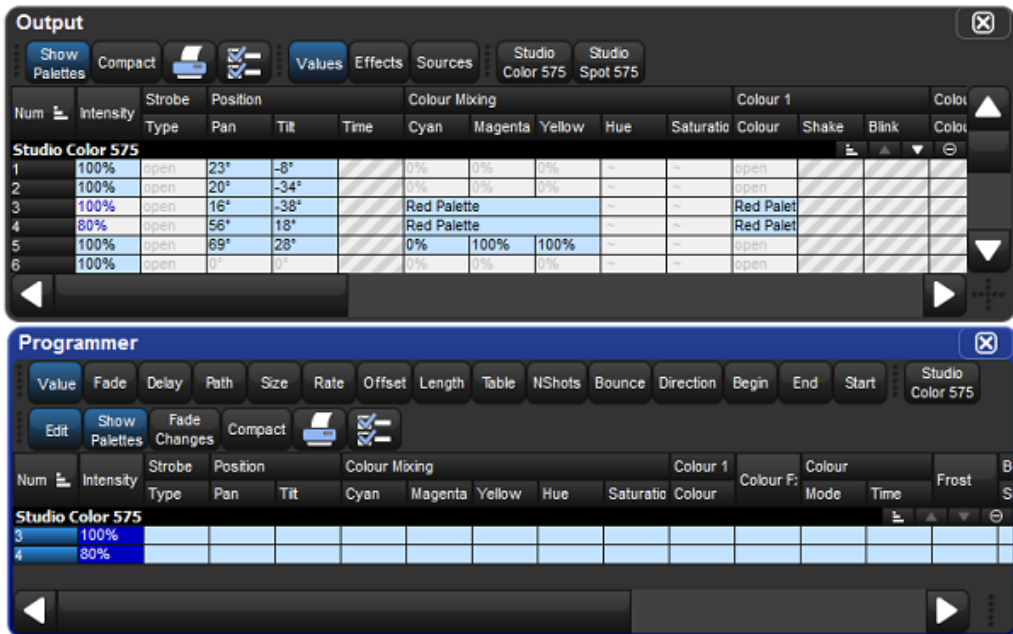 Output
Show Palettes Compact Values Effects Sources Studio Color 575 Studio Spot 575
Num Intensity Strobe Position Colour Mixing Colour 1 Colou
Type Pan Tilt Time Cyan Magenta Yellow Hue Saturatio Colour Shake Blink Colou
Studio Color 575
1 100% open 23° -8° 0% 0% 0% ~ ~ open
2 100% open 20° -34° 0% 0% 0% ~ ~ open
3 100% open 16° -38° Red Palette ~ ~ Red Palet
4 80% open 56° 18° Red Palette ~ ~ Red Palet
5 100% open 69° 28° 0% 100% 100% ~ ~ open
6 100% open 0° 0° 0% 0% 0% ~ ~ open
Programmer
Value Fade Delay Path Size Rate Offset Length Table NShots Bounce Direction Begin End Start Studio Color 575
Edit Show Palettes Fade Changes Compact
Num Intensity Strobe Position Colour Mixing Colour 1 Colour F: Colour Frost B
Type Pan Tilt Cyan Magenta Yellow Hue Saturatio Colour Mode Time S
Studio Color 575
3 100%
4 80%